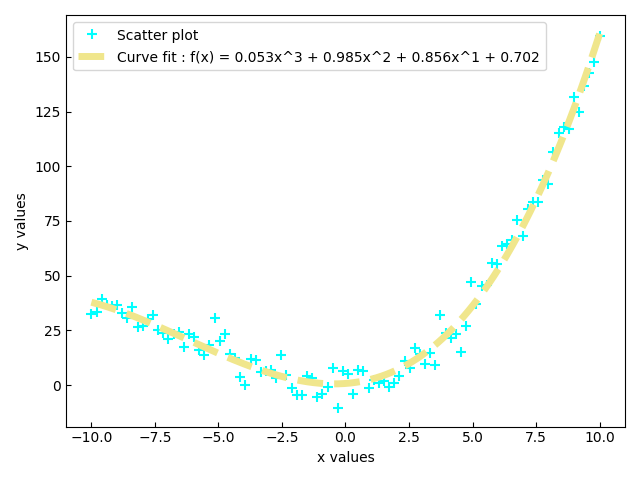 Scatter plot
Curve fit : f(x) = 0.053x^3 + 0.985x^2 + 0.856x^1 + 0.702
y values
150
125
100
75
50
25
0
−10.0 −7.5 −5.0 −2.5 0.0 2.5 5.0 7.5 10.0
x values